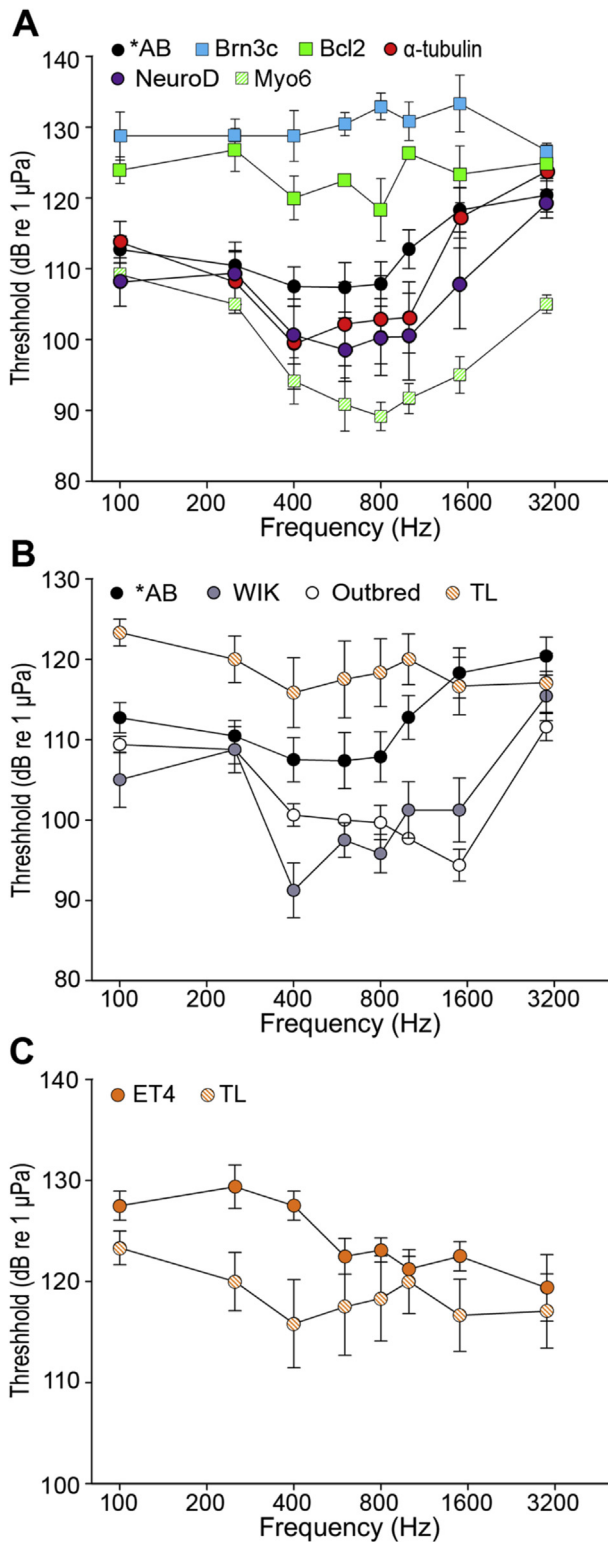 A
*AB Brn3c Bcl2 α-tubulin
NeuroD Myo6
140
130
120
110
100
90
80
Threshhold (dB re 1 µPa)
100 200 400 800 1600 3200
Frequency (Hz)
B
*AB WIK Outbred TL
130
120
110
100
90
80
Threshhold (dB re 1 µPa)
100 200 400 800 1600 3200
Frequency (Hz)
C
ET4 TL
140
130
120
110
100
Threshhold (dB re 1 µPa)
100 200 400 800 1600 3200
Frequency (Hz)